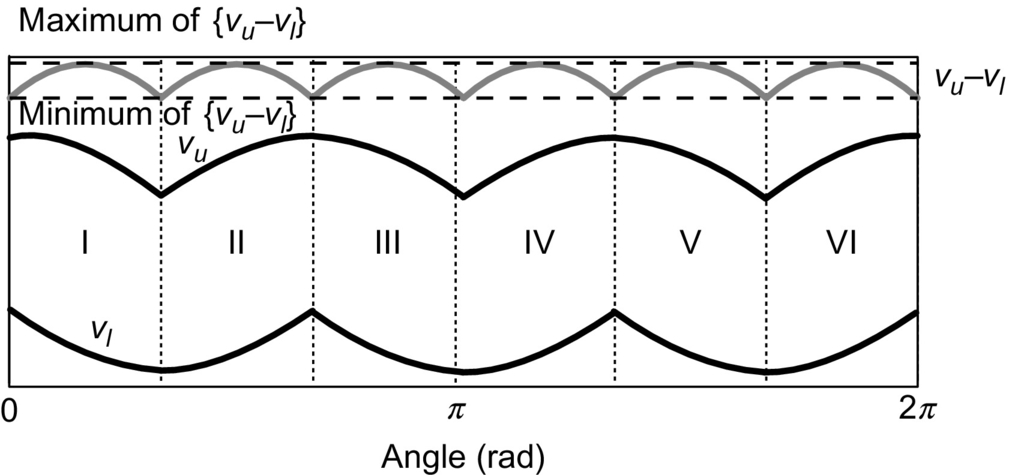 Maximum of {vu–vl}
vu–vl
Minimum of {vu–vl}
vu
I II III IV V VI
vl
0 π 2π
Angle (rad)